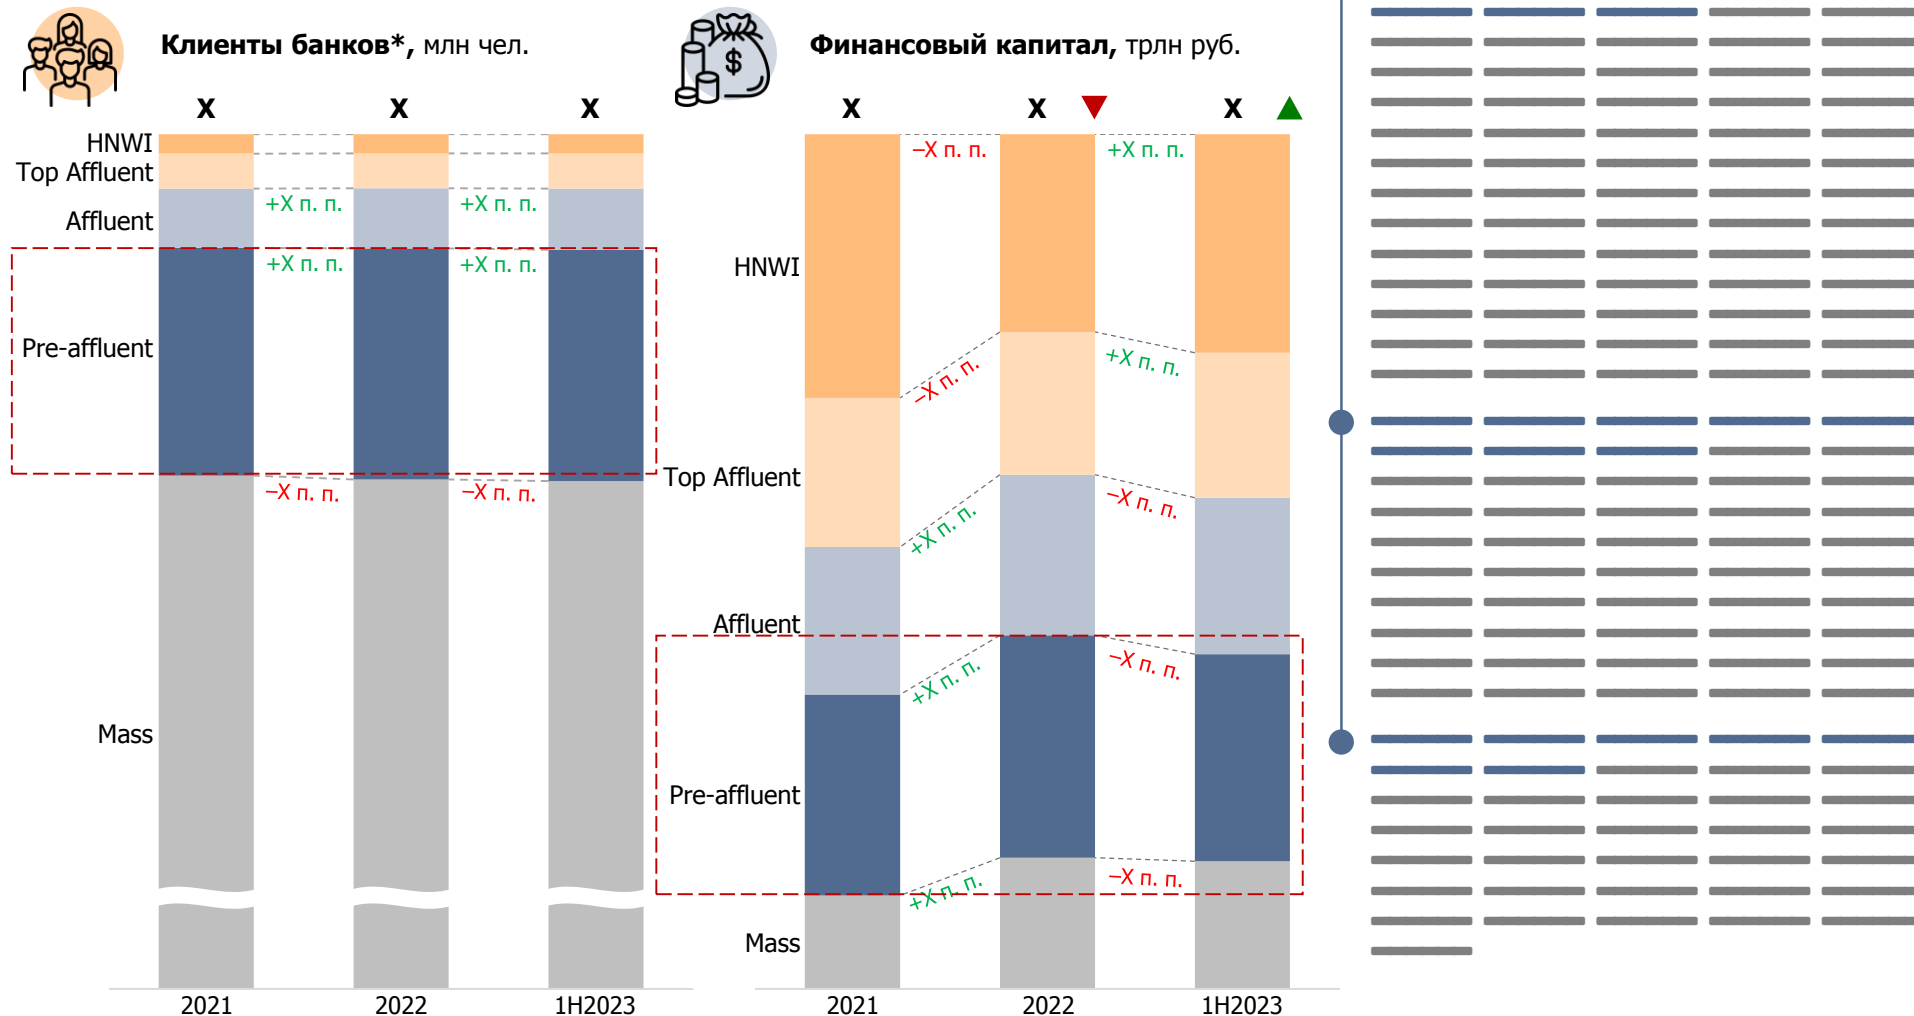 Клиенты банков*, млн чел.
X X X
HNWI
Top Affluent
Affluent
Pre-affluent
Mass
+X п. п. +X п. п.
+X п. п. +X п. п.
–X п. п. –X п. п.
2021 2022 1H2023
$
Финансовый капитал, трлн руб.
X X X
HNWI
Top Affluent
Affluent
Pre-affluent
Mass
–X п. п. +X п. п.
–X п. п. +X п. п.
+X п. п. –X п. п.
+X п. п. –X п. п.
+X п. п. –X п. п.
2021 2022 1H2023